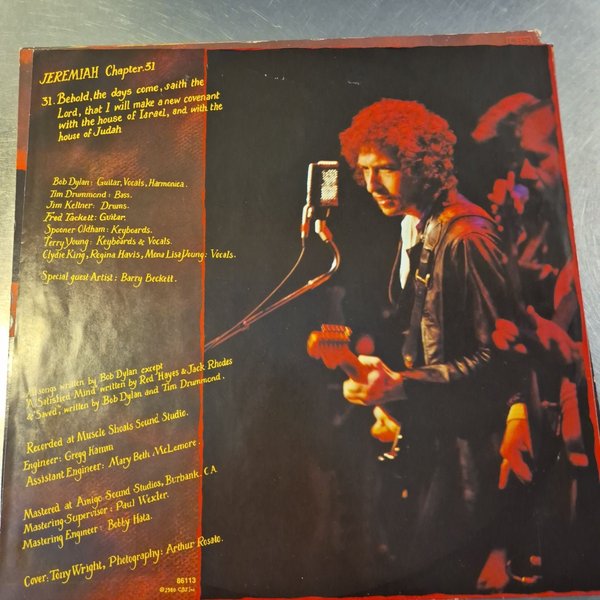 JEREMIAH Chapter.31
31. Behold, the days come, saith the
Lord, that I will make a new covenant
with the house of Israel, and with the
house of Judah
Bob Dylan: Guitar, Vocals, Harmonica.
Tim Drummond: Bass.
Jim Keltner: Drums.
Fred Tackett: Guitar.
Spooner Oldham: Keyboards.
Terry Young: Keyboards & Vocals.
Clydie King, Regina Havis, Mona Lisa Young: Vocals.
Special guest Artist: Barry Beckett.
All songs written by Bob Dylan except
"A Satisfied Mind" written by Red Hayes & Jack Rhodes
& "Saved", written by Bob Dylan and Tim Drummond.
Recorded at Muscle Shoals Sound Studio.
Engineer: Gregg Hamm
Assistant Engineer: Mary Beth McLemore.
Mastered at Amigo Sound Studios, Burbank, CA
Mastering Supervisor: Paul Wexler.
Mastering Engineer: Bobby Hata.
Cover: Tony Wright, Photography: Arthur Rosato.
86113
© 1980 CBS Inc